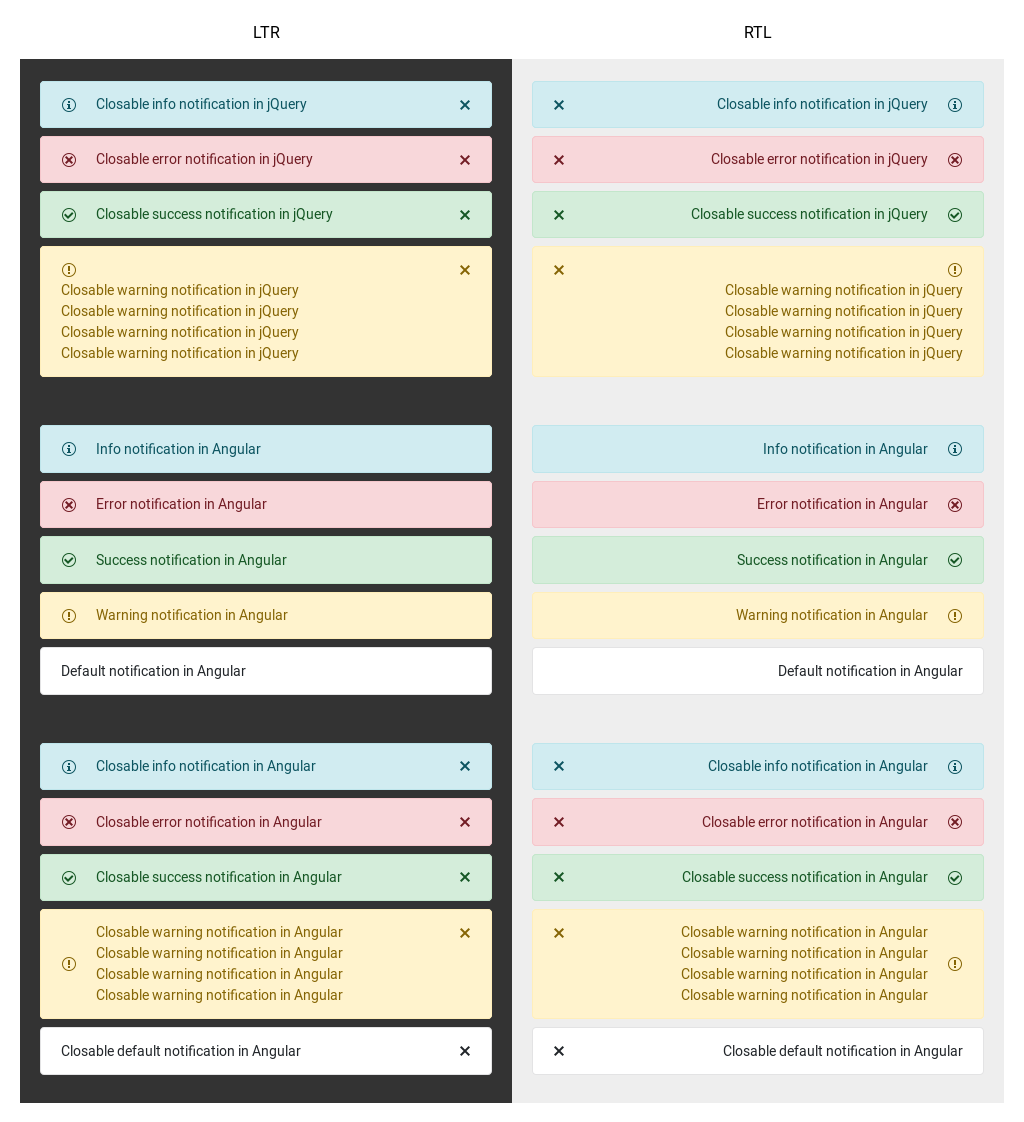 LTR
Closable info notification in jQuery
Closable error notification in jQuery
Closable success notification in jQuery
Closable warning notification in jQuery
Closable warning notification in jQuery
Closable warning notification in jQuery
Closable warning notification in jQuery
Info notification in Angular
Error notification in Angular
Success notification in Angular
Warning notification in Angular
Default notification in Angular
Closable info notification in Angular
Closable error notification in Angular
Closable success notification in Angular
Closable warning notification in Angular
Closable warning notification in Angular
Closable warning notification in Angular
Closable warning notification in Angular
Closable default notification in Angular
RTL
Closable info notification in jQuery
Closable error notification in jQuery
Closable success notification in jQuery
Closable warning notification in jQuery
Closable warning notification in jQuery
Closable warning notification in jQuery
Closable warning notification in jQuery
Info notification in Angular
Error notification in Angular
Success notification in Angular
Warning notification in Angular
Default notification in Angular
Closable info notification in Angular
Closable error notification in Angular
Closable success notification in Angular
Closable warning notification in Angular
Closable warning notification in Angular
Closable warning notification in Angular
Closable warning notification in Angular
Closable default notification in Angular